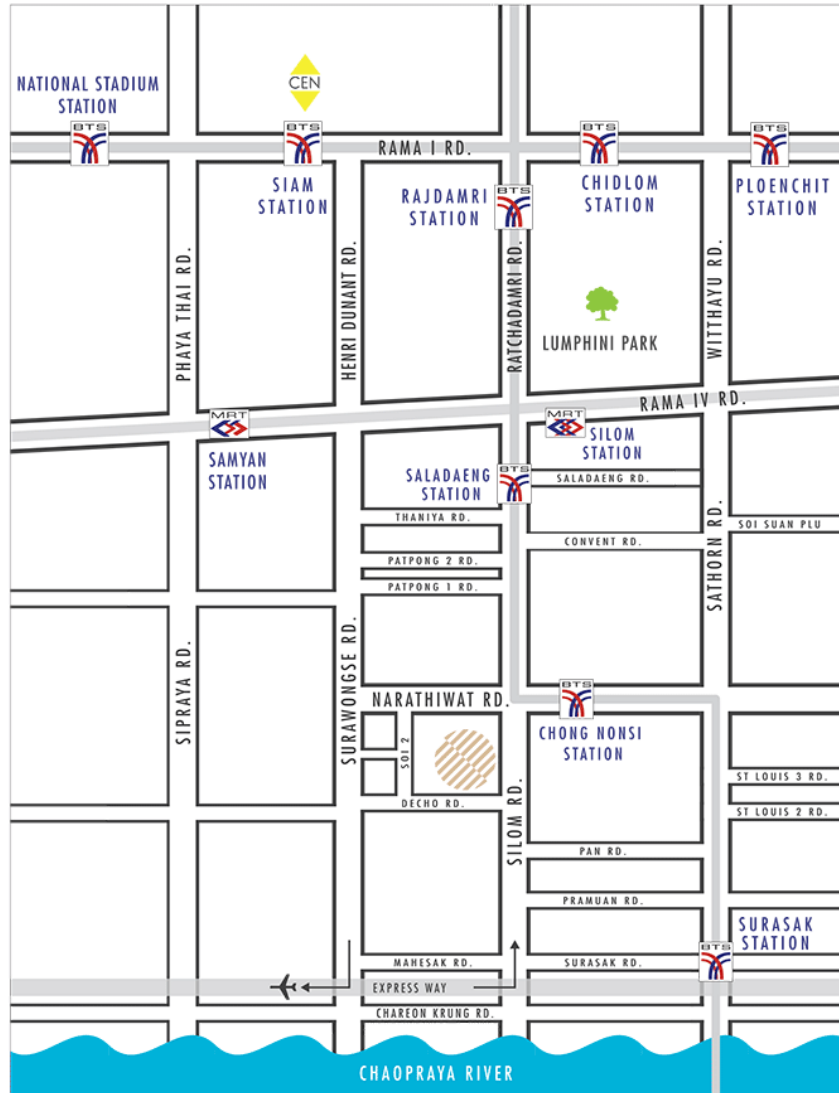 CEN
NATIONAL STADIUM
STATION
BTS
BTS
RAMA I RD.
BTS
BTS
SIAM
STATION
RAJDAMRI
STATION
BTS
CHIDLOM
STATION
PLOENCHIT
STATION
PHAYA THAI RD.
HENRI DUNANT RD.
RATCHADAMRI RD.
WITTHAYU RD.
LUMPHINI PARK
RAMA IV RD.
MRT
SAMYAN
STATION
MRT
SILOM
STATION
SALADAENG
STATION
BTS
SALADAENG RD.
THANIYA RD.
SOI SUAN PLU
CONVENT RD.
PATPONG 2 RD.
PATPONG 1 RD.
SATHORN RD.
SIPRAYA RD.
SURAWONGSE RD.
NARATHIWAT RD.
BTS
CHONG NONSI
STATION
SOI 2
ST LOUIS 3 RD.
DECHO RD.
ST LOUIS 2 RD.
SILOM RD.
PAN RD.
PRAMUAN RD.
SURASAK
STATION
BTS
MAHESAK RD.
SURASAK RD.
EXPRESS WAY
CHAREON KRUNG RD.
CHAOPRAYA RIVER